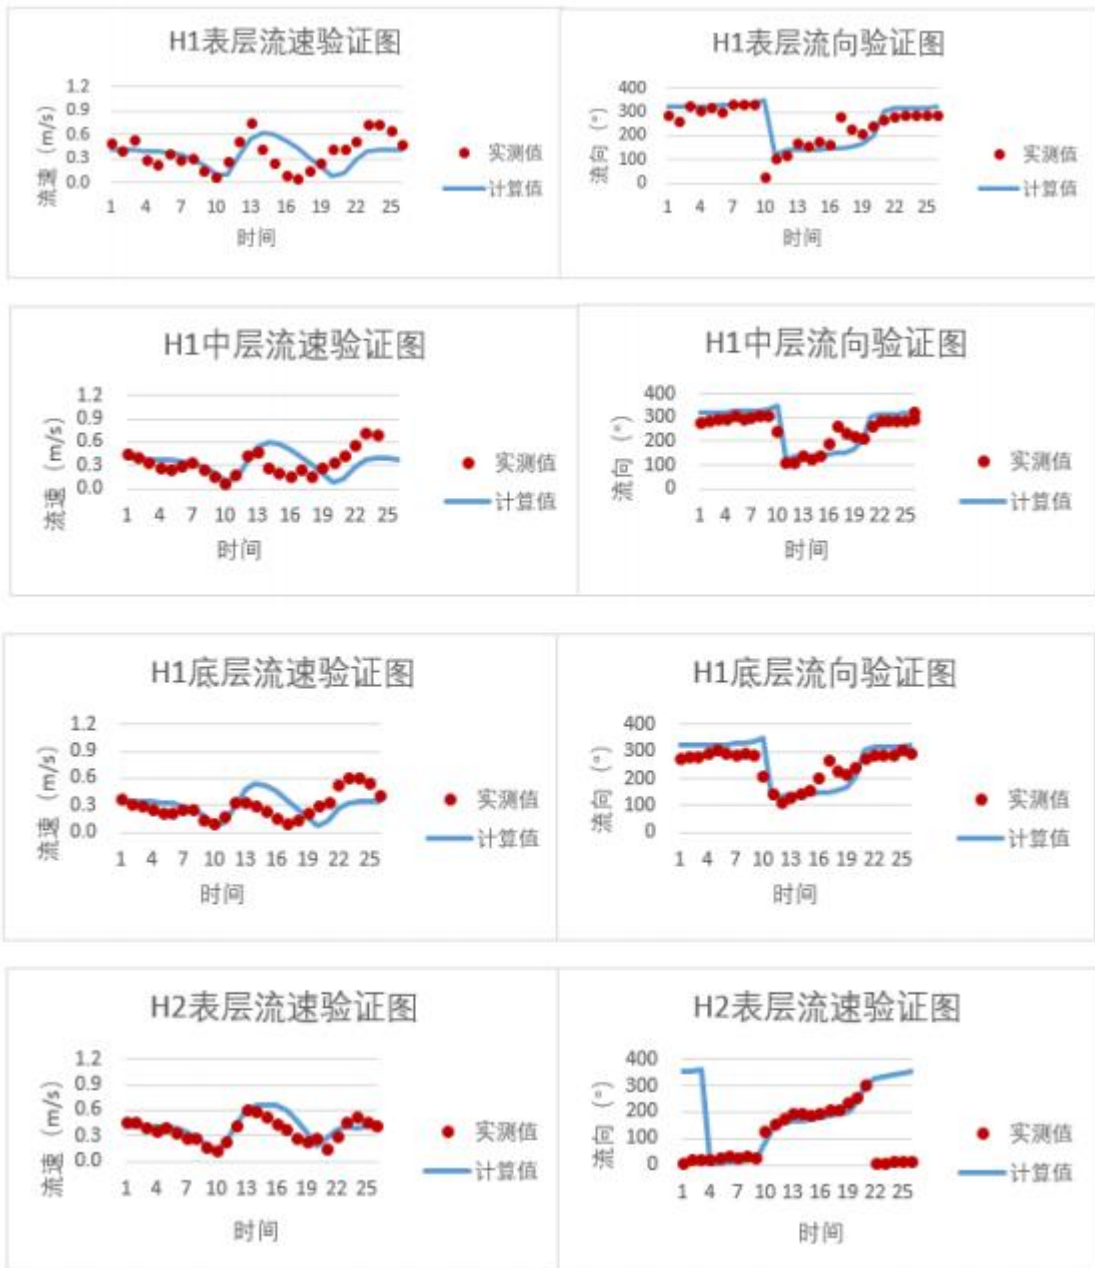 H1表层流速验证图
流速（m/s）
1.2
0.9
0.6
0.3
0.0
1 4 7 10 13 16 19 22 25
时间
实测值
计算值
H1表层流向验证图
流向（°）
400
300
200
100
0
1 4 7 10 13 16 19 22 25
时间
实测值
计算值
H1中层流速验证图
流速（m/s）
1.2
0.9
0.6
0.3
0.0
1 4 7 10 13 16 19 22 25
时间
实测值
计算值
H1中层流向验证图
流向（°）
400
300
200
100
0
1 4 7 10 13 16 19 22 25
时间
实测值
计算值
H1底层流速验证图
流速（m/s）
1.2
0.9
0.6
0.3
0.0
1 4 7 10 13 16 19 22 25
时间
实测值
计算值
H1底层流向验证图
流向（°）
400
300
200
100
0
1 4 7 10 13 16 19 22 25
时间
实测值
计算值
H2表层流速验证图
流速（m/s）
1.2
0.9
0.6
0.3
0.0
1 4 7 10 13 16 19 22 25
时间
实测值
计算值
H2表层流速验证图
流向（°）
400
300
200
100
0
1 4 7 10 13 16 19 22 25
时间
实测值
计算值